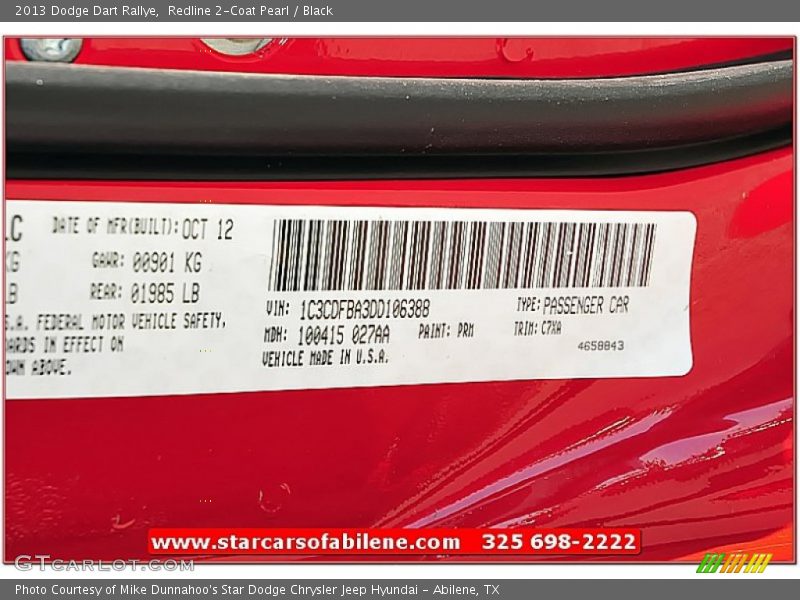 2013 Dodge Dart Rallye, Redline 2-Coat Pearl / Black
LC DATE OF MFR(BUILT): OCT 12
KG GAWR: 00901 KG
LB REAR: 01985 LB
S.A. FEDERAL MOTOR VEHICLE SAFETY,
ARDS IN EFFECT ON
OWN ABOVE.
VIN: 1C3CDFBA3DD106388 TYPE: PASSENGER CAR
MDH: 100415 027AA PAINT: PRM TRIM: C7XA
VEHICLE MADE IN U.S.A. 4658843
www.starcarsofabilene.com 325 698-2222
GTcarlot.com
Photo Courtesy of Mike Dunnahoo's Star Dodge Chrysler Jeep Hyundai - Abilene, TX